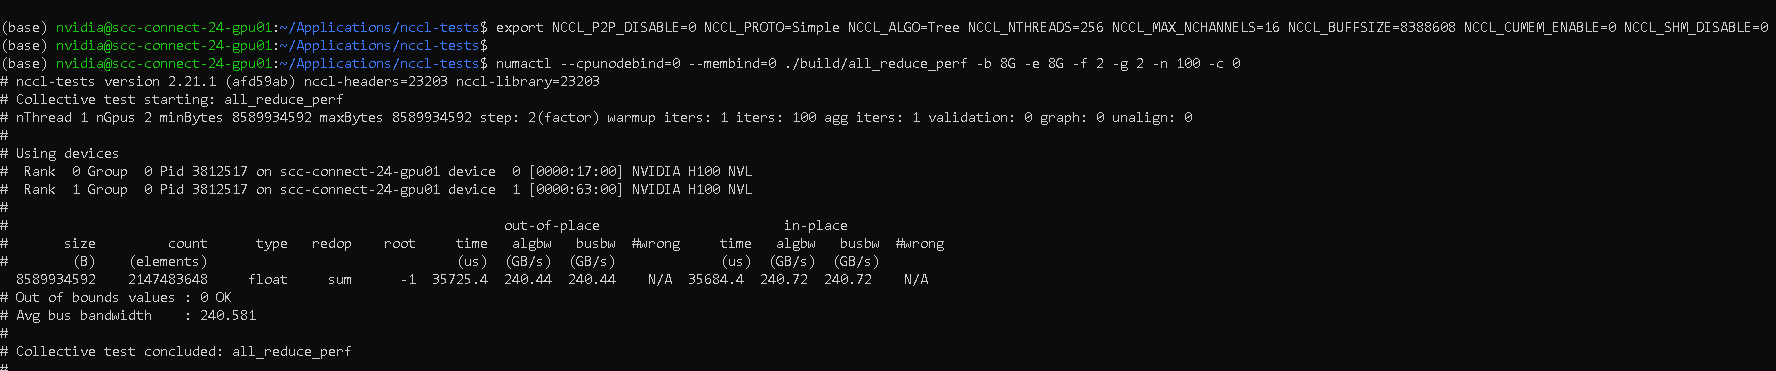 (base) nvidia@scc-connect-24-gpu01:~/Applications/nccl-tests$ export NCCL_P2P_DISABLE=0 NCCL_PROTO=Simple NCCL_ALGO=Tree NCCL_NTHREADS=256 NCCL_MAX_NCHANNELS=16 NCCL_BUFFSIZE=8388608 NCCL_CUMEM_ENABLE=0 NCCL_SHM_DISABLE=0
(base) nvidia@scc-connect-24-gpu01:~/Applications/nccl-tests$
(base) nvidia@scc-connect-24-gpu01:~/Applications/nccl-tests$ numactl --cpunodebind=0 --membind=0 ./build/all_reduce_perf -b 8G -e 8G -f 2 -g 2 -n 100 -c 0
# nccl-tests version 2.21.1 (afd59ab) nccl-headers=23203 nccl-library=23203
# Collective test starting: all_reduce_perf
# nThread 1 nGpus 2 minBytes 8589934592 maxBytes 8589934592 step: 2(factor) warmup iters: 1 iters: 100 agg iters: 1 validation: 0 graph: 0 unalign: 0
#
# Using devices
#  Rank  0 Group  0 Pid 3812517 on scc-connect-24-gpu01 device  0 [0000:17:00] NVIDIA H100 NVL
#  Rank  1 Group  0 Pid 3812517 on scc-connect-24-gpu01 device  1 [0000:63:00] NVIDIA H100 NVL
#
#                                                              out-of-place                       in-place
#       size         count      type   redop    root     time   algbw   busbw  #wrong     time   algbw   busbw  #wrong
#        (B)    (elements)                               (us)  (GB/s)  (GB/s)             (us)  (GB/s)  (GB/s)
  8589934592    2147483648     float     sum      -1  35725.4  240.44  240.44    N/A  35684.4  240.72  240.72    N/A
# Out of bounds values : 0 OK
# Avg bus bandwidth    : 240.581
#
# Collective test concluded: all_reduce_perf
#